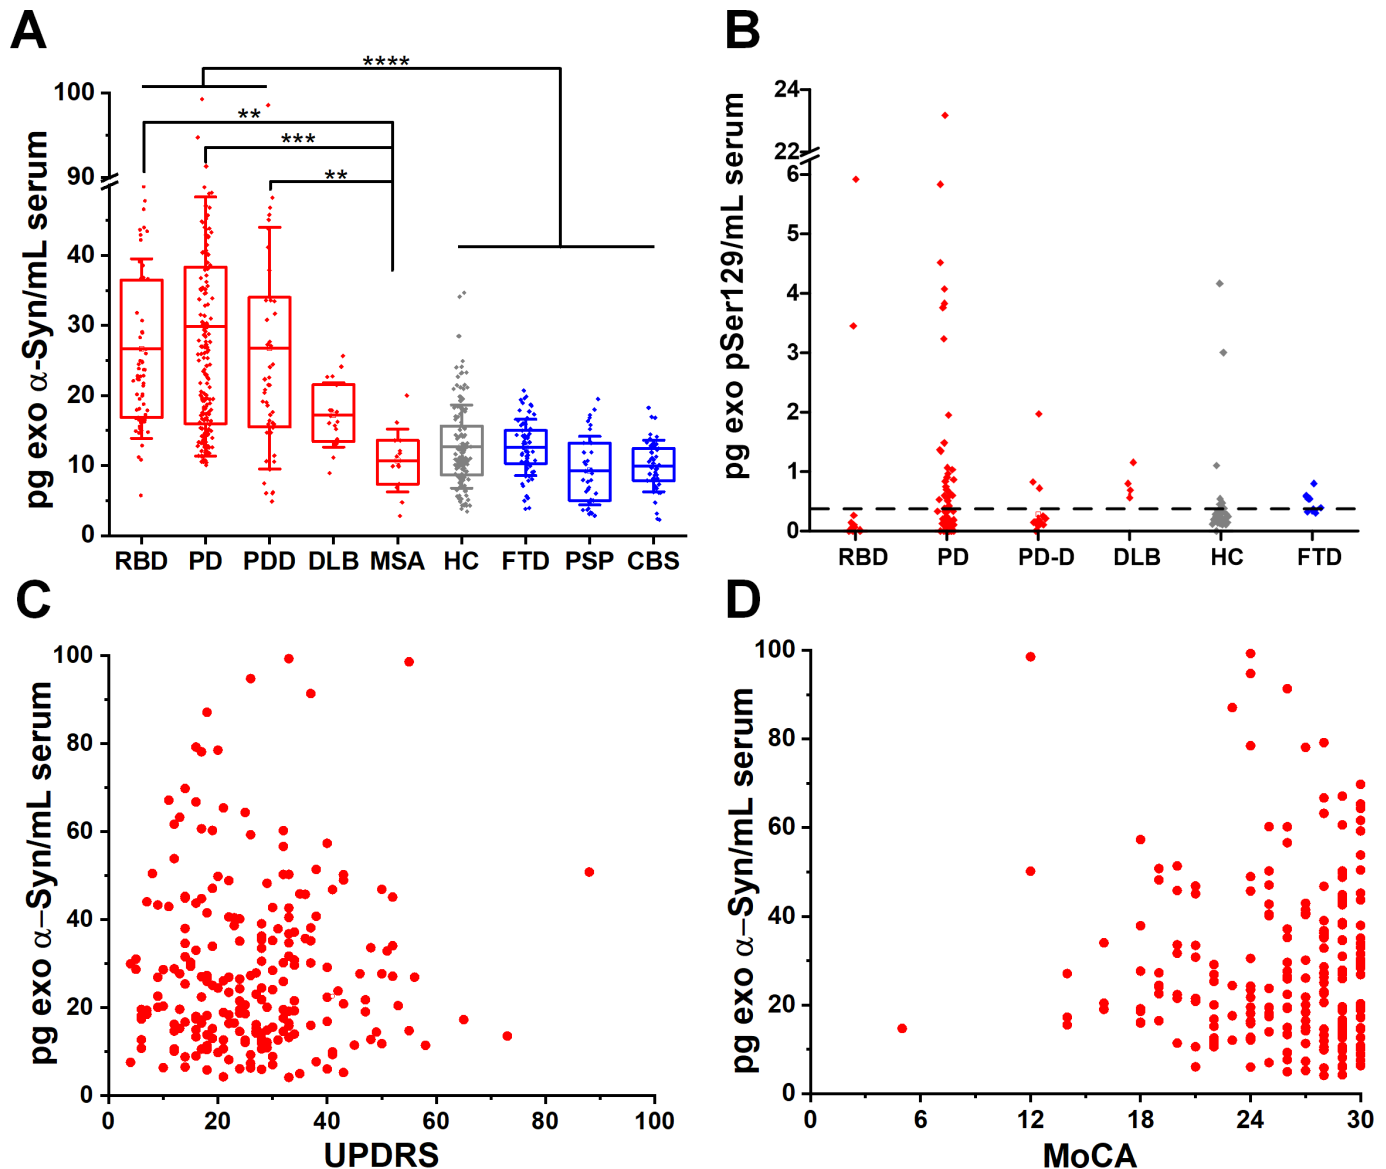 A
pg exo α-Syn/mL serum
100
90
40
30
20
10
0
****
**
***
**
RBD PD PDD DLB MSA HC FTD PSP CBS
B
pg exo pSer129/mL serum
24
22
6
5
4
3
2
1
0
RBD PD PD-D DLB HC FTD
C
pg exo α–Syn/mL serum
100
80
60
40
20
0
0 20 40 60 80 100
UPDRS
D
pg exo α–Syn/mL serum
100
80
60
40
20
0
0 6 12 18 24 30
MoCA